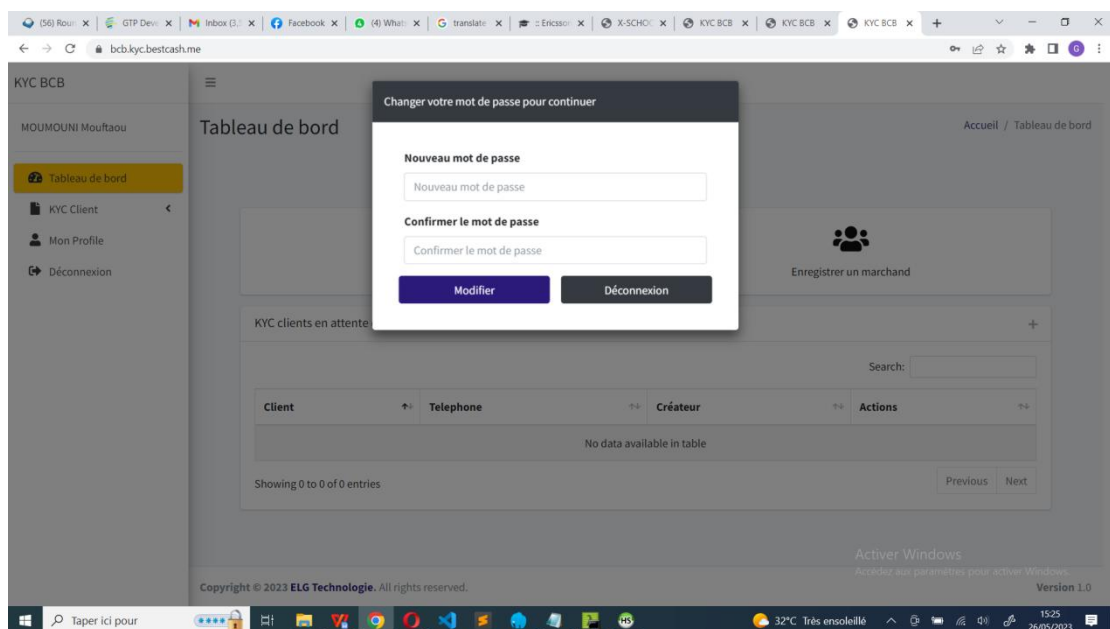 (56) Roun
GTP Deve
Inbox (3,
Facebook
(4) What
G translate
:: Ericsson
X-SCHO
KYC BCB
KYC BCB
KYC BCB
bcb.kyc.bestcash.me
G
KYC BCB
Changer votre mot de passe pour continuer
MOUMOUNI Mouftaou
Tableau de bord
Accueil / Tableau de bord
Nouveau mot de passe
Nouveau mot de passe
Tableau de bord
KYC Client
Mon Profile
Déconnexion
Confirmer le mot de passe
Confirmer le mot de passe
Enregistrer un marchand
Modifier
Déconnexion
KYC clients en attente
Search:
Client
Telephone
Créateur
Actions
No data available in table
Showing 0 to 0 of 0 entries
Previous
Next
Activer Windows
Accédez aux paramètres pour activer Windows.
Copyright © 2023 ELG Technologie. All rights reserved.
Version 1.0
Taper ici pour
32°C Très ensoleillé
15:25
26/05/2023